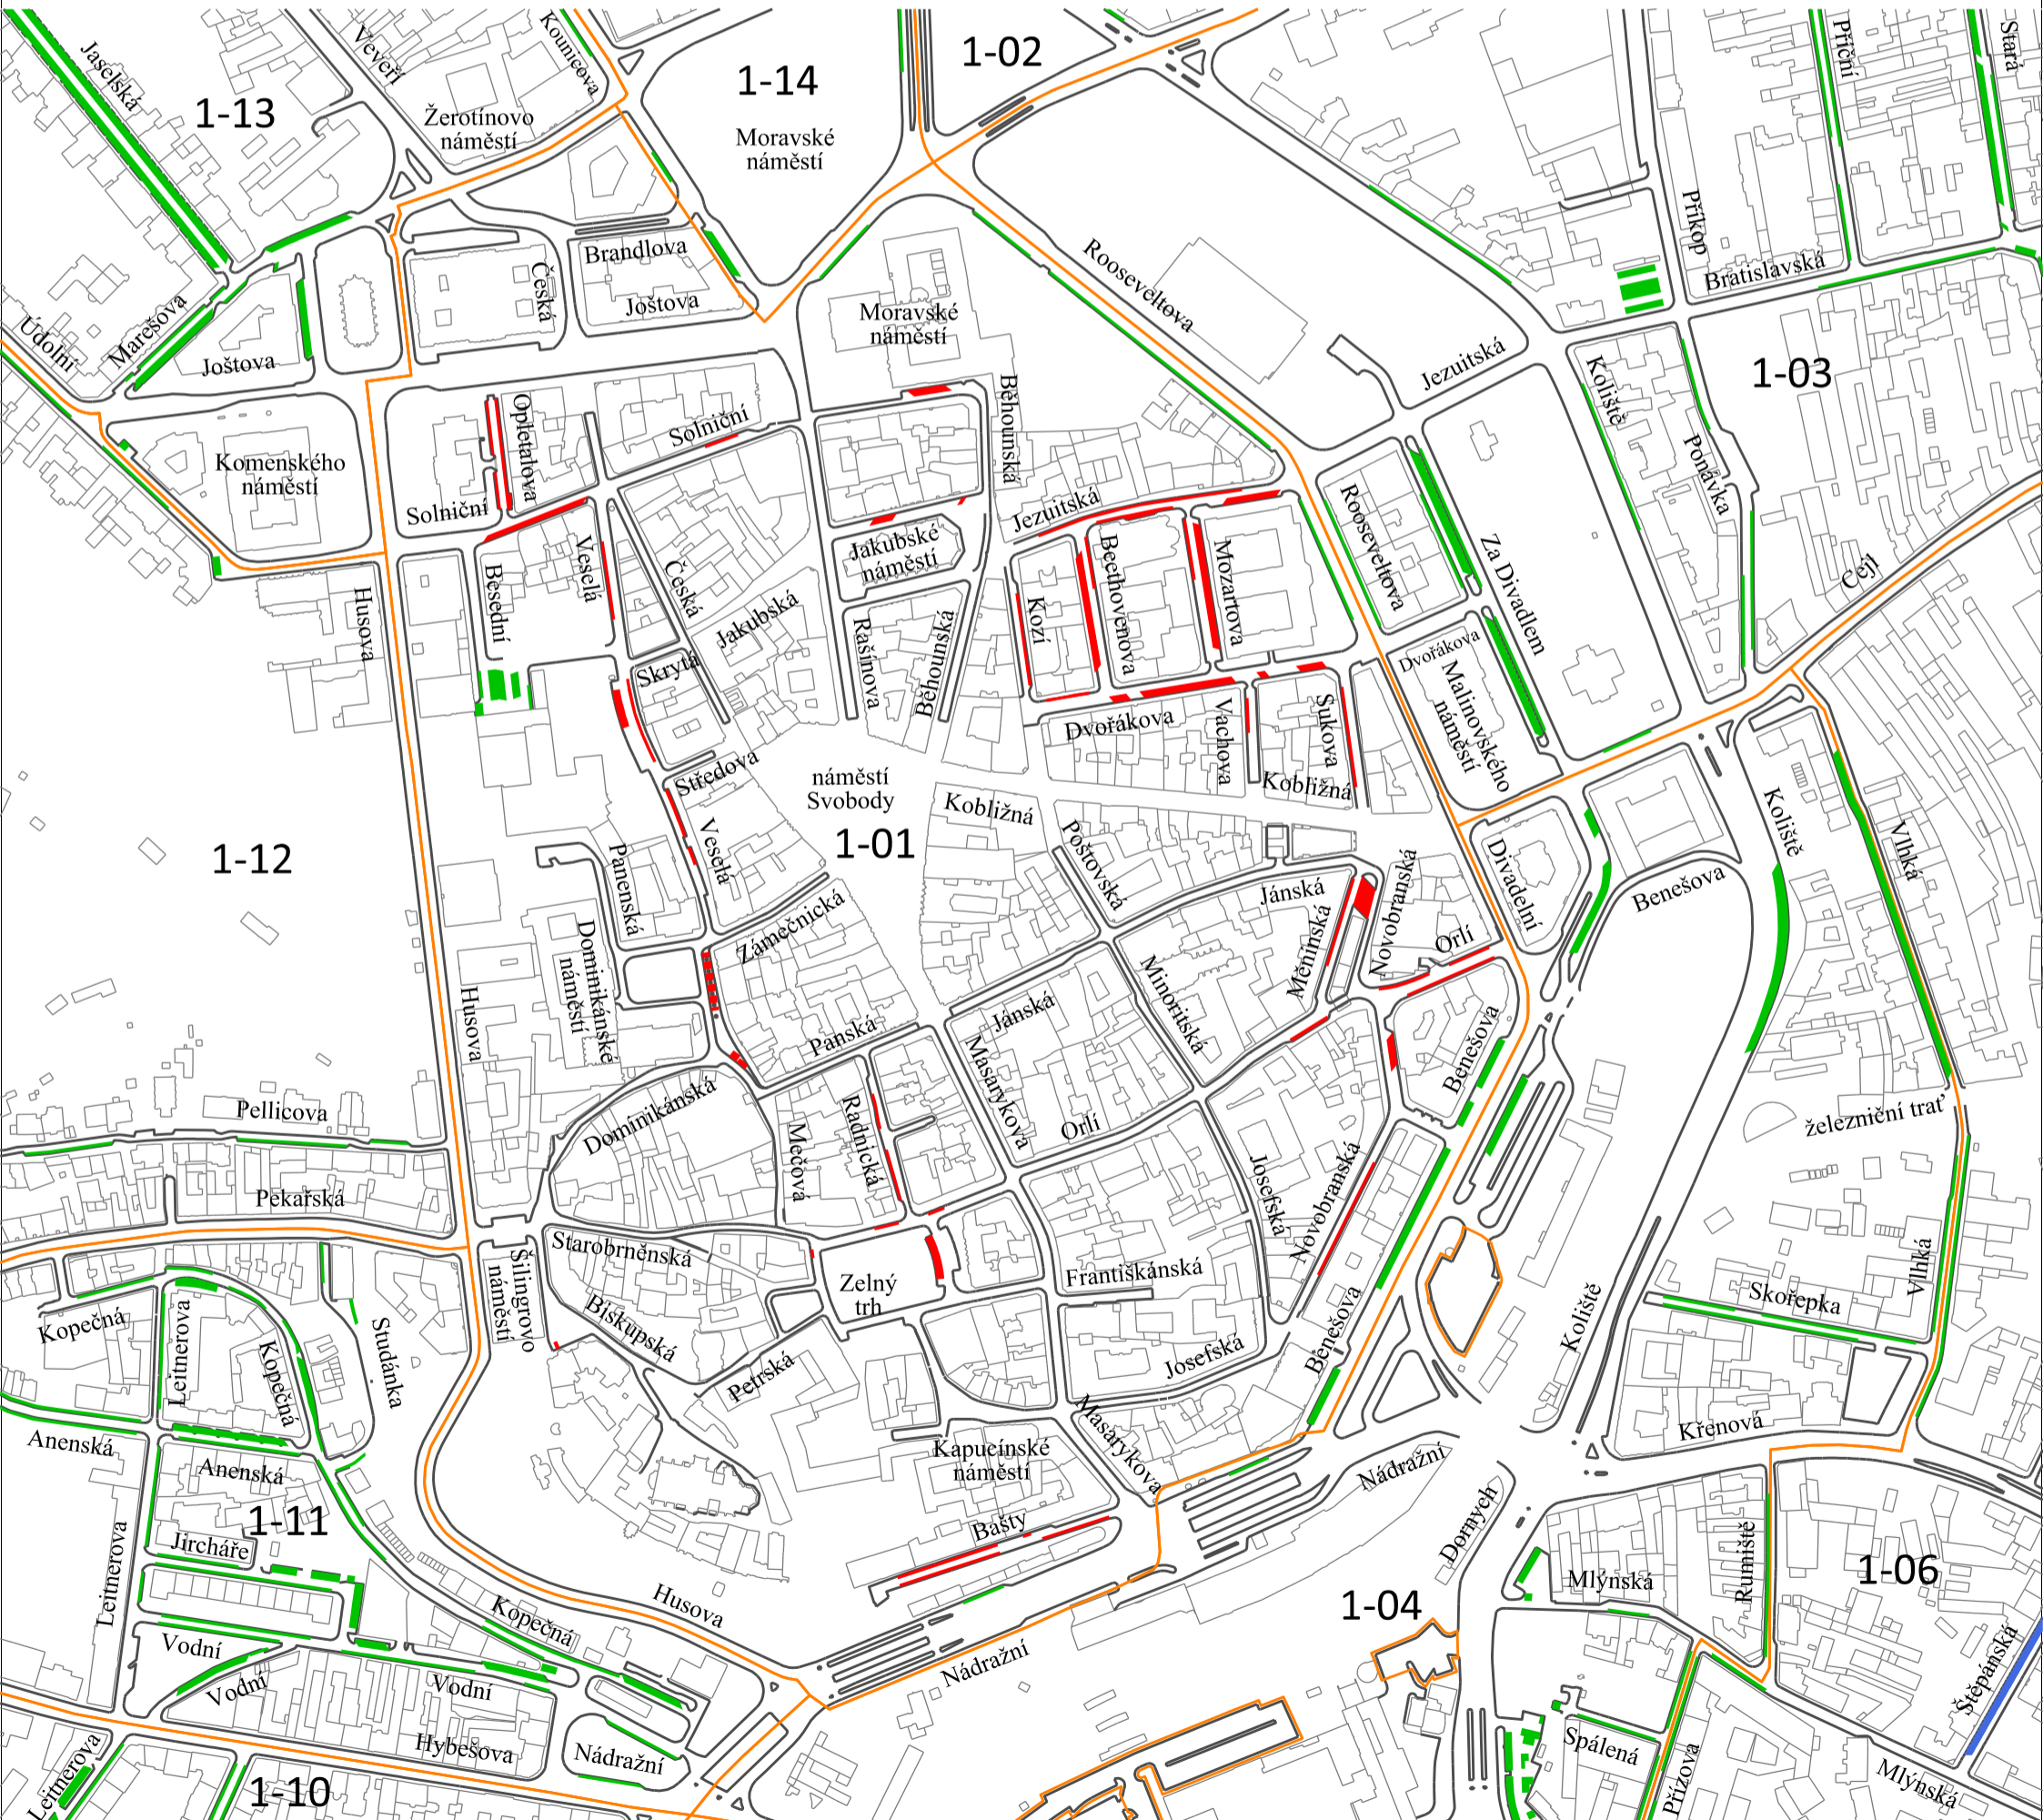 Jaselská
Veveří
Kounicova
1-13
Žerotínovo
náměstí
1-14
Moravské
náměstí
1-02
Příční
Stará
Příkop
Bratislavská
Brandlova
Česká
Joštova
Moravské
náměstí
Rooseveltova
Jezuitská
Koliště
1-03
Údolní
Marešova
Joštova
Komenského
náměstí
Opletalova
Solniční
Solniční
Běhounská
Jezuitská
Ponávka
Cejl
Husova
Besední
Veselá
Česká
Jakubská
Jakubské
náměstí
Rašínova
Běhounská
Kozí
Beethovenova
Mozartova
Rooseveltova
Za Divadlem
Dvořákova
Malinovského
náměstí
Skrytá
Středova
Dvořákova
Vachova
Sukova
Kobližná
náměstí
Svobody
Kobližná
1-01
1-12
Poštovská
Veselá
Panenská
Dominikánské
náměstí
Zámečnická
Jánská
Měnínská
Novobranská
Orlí
Divadelní
Benešova
Koliště
Vlhká
Husova
Panská
Jánská
Minoritská
Masarykova
Benešova
Pellicova
Dominikánská
Mečová
Radnická
Orlí
Josefská
Novobranská
železniční trať
Pekařská
Šilingrovo
náměstí
Starobrněnská
Biskupská
Zelný
trh
Františkánská
Benešova
Koliště
Skořepka
Vlhká
Kopečná
Leitnerova
Kopečná
Studánka
Petrská
Josefská
Masarykova
Křenová
Anenská
Anenská
1-11
Kapucínské
náměstí
Bašty
Nádražní
Dornych
Jircháře
Leitnerova
Husova
Kopečná
1-04
Mlýnská
Rumiště
1-06
Štěpánská
Vodní
Vodní
Vodní
Nádražní
Hybešova
Nádražní
Leitnerova
1-10
Spálená
Přízova
Mlýnská